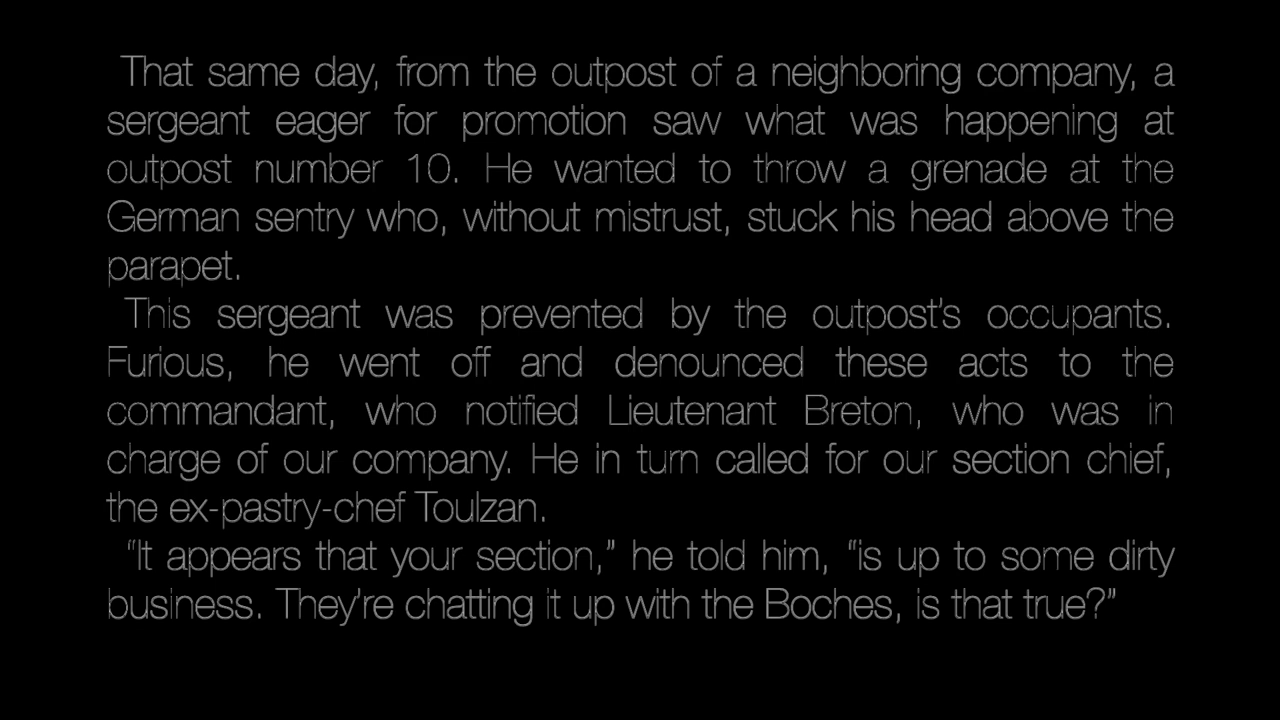 That same day, from the outpost of a neighboring company, a
sergeant eager for promotion saw what was happening at
outpost number 10. He wanted to throw a grenade at the
German sentry who, without mistrust, stuck his head above the
parapet.
This sergeant was prevented by the outpost’s occupants.
Furious, he went off and denounced these acts to the
commandant, who notified Lieutenant Breton, who was in
charge of our company. He in turn called for our section chief,
the ex-pastry-chef Toulzan.
“It appears that your section,” he told him, “is up to some dirty
business. They’re chatting it up with the Boches, is that true?”